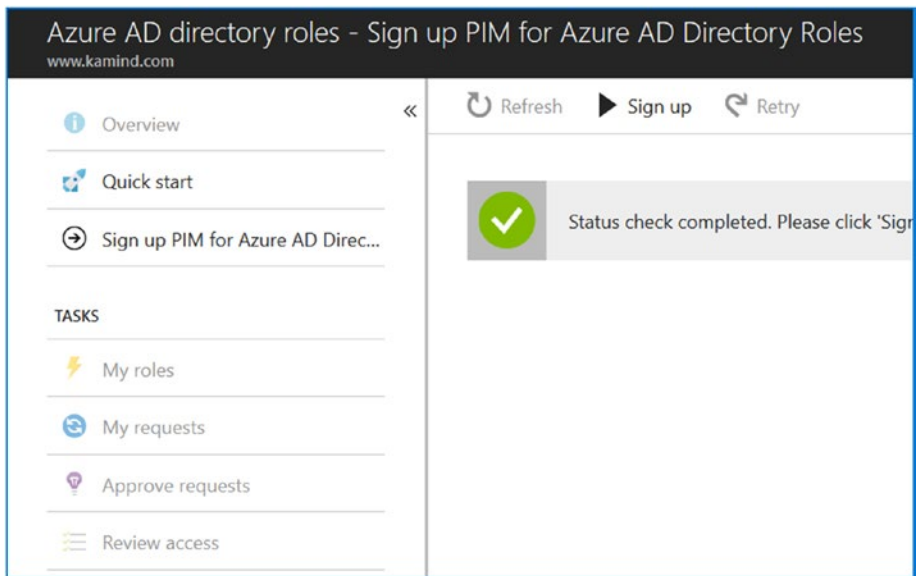 Azure AD directory roles - Sign up PIM for Azure AD Directory Roles
www.kamind.com
«
Overview
Quick start
Sign up PIM for Azure AD Direc...
TASKS
My roles
My requests
Approve requests
Review access
Refresh
Sign up
Retry
Status check completed. Please click 'Sign